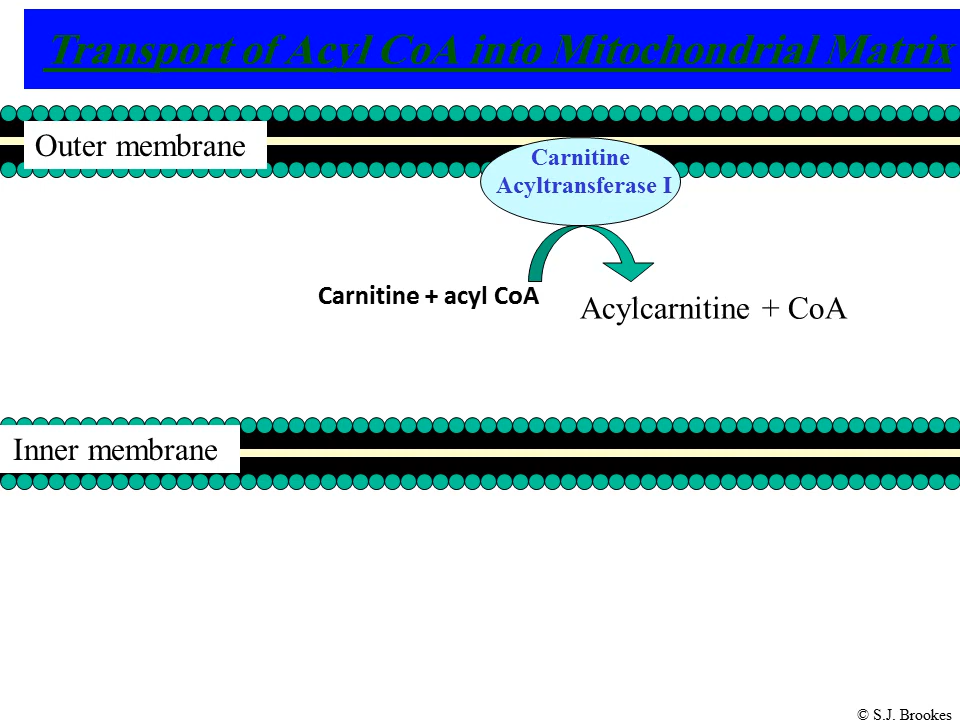 Transport of Acyl CoA into Mitochondrial Matrix
Outer membrane
Carnitine
Acyltransferase I
Carnitine + acyl CoA
Acylcarnitine + CoA
Inner membrane
© S.J. Brookes